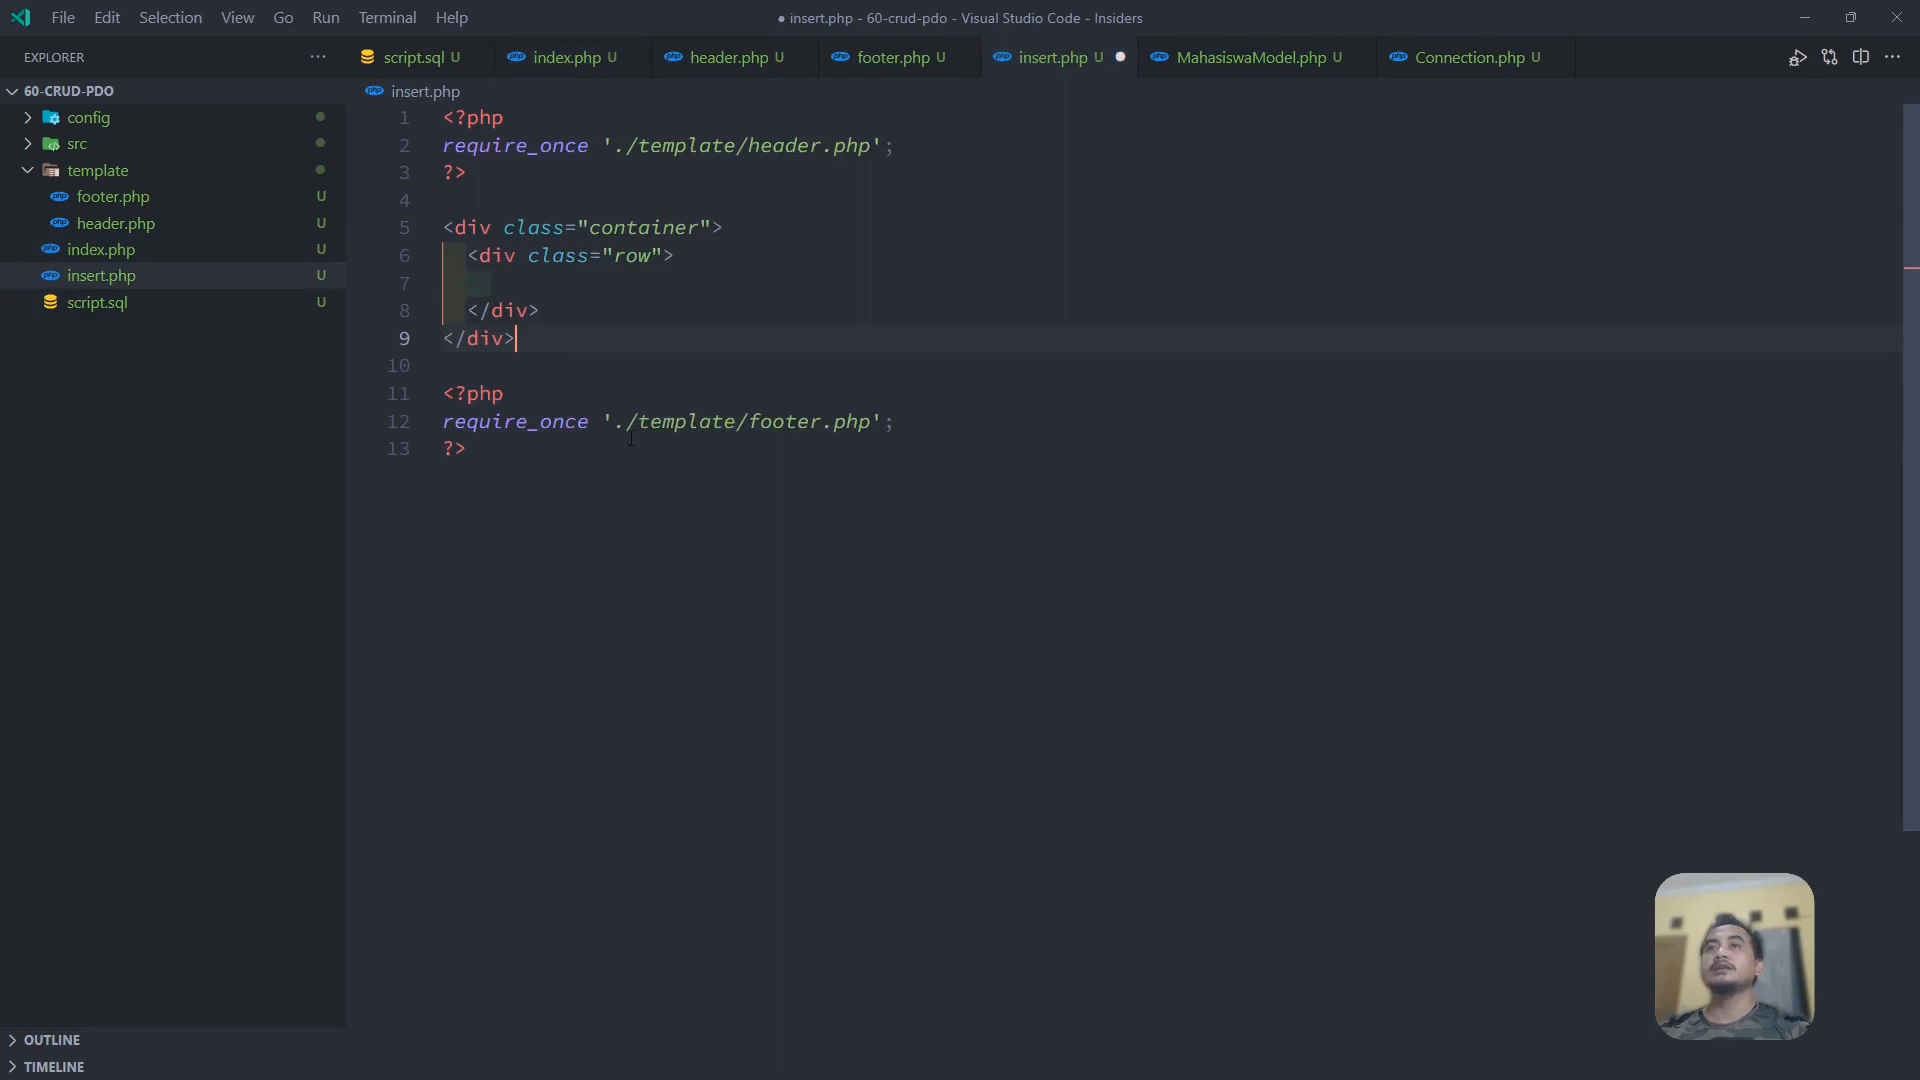 File Edit Selection View Go Run Terminal Help
● insert.php - 60-crud-pdo - Visual Studio Code - Insiders
EXPLORER
script.sql U
index.php U
header.php U
footer.php U
insert.php U
MahasiswaModel.php U
Connection.php U
60-CRUD-PDO
config
src
template
footer.php U
header.php U
index.php U
insert.php U
script.sql U
OUTLINE
TIMELINE
insert.php
1 <?php
2 require_once './template/header.php';
3 ?>
4
5 <div class="container">
6 <div class="row">
7
8 </div>
9 </div>
10
11 <?php
12 require_once './template/footer.php';
13 ?>